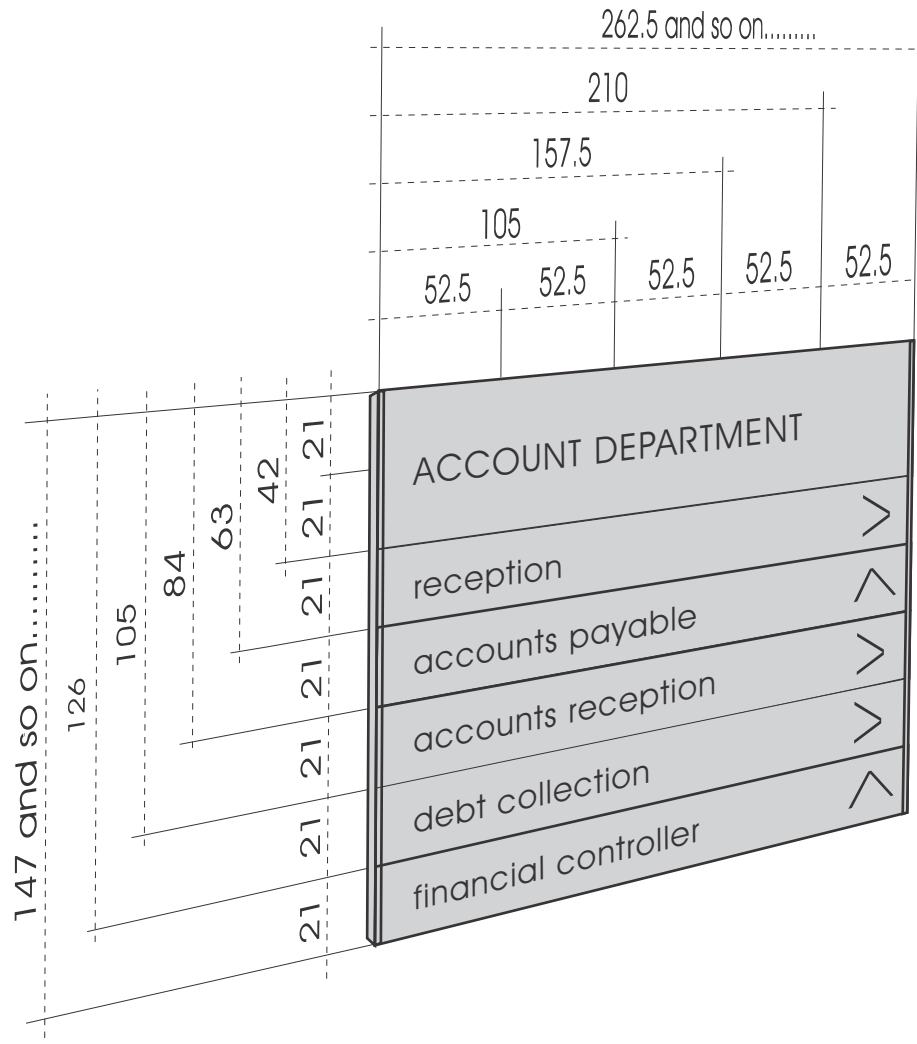 262.5 and so on.........
210
157.5
105
52.5 52.5 52.5 52.5 52.5
ACCOUNT DEPARTMENT
reception >
accounts payable
accounts reception >
debt collection >
financial controller
21
21
21
21
21
21
21
42
63
84
105
126
147 and so on...........